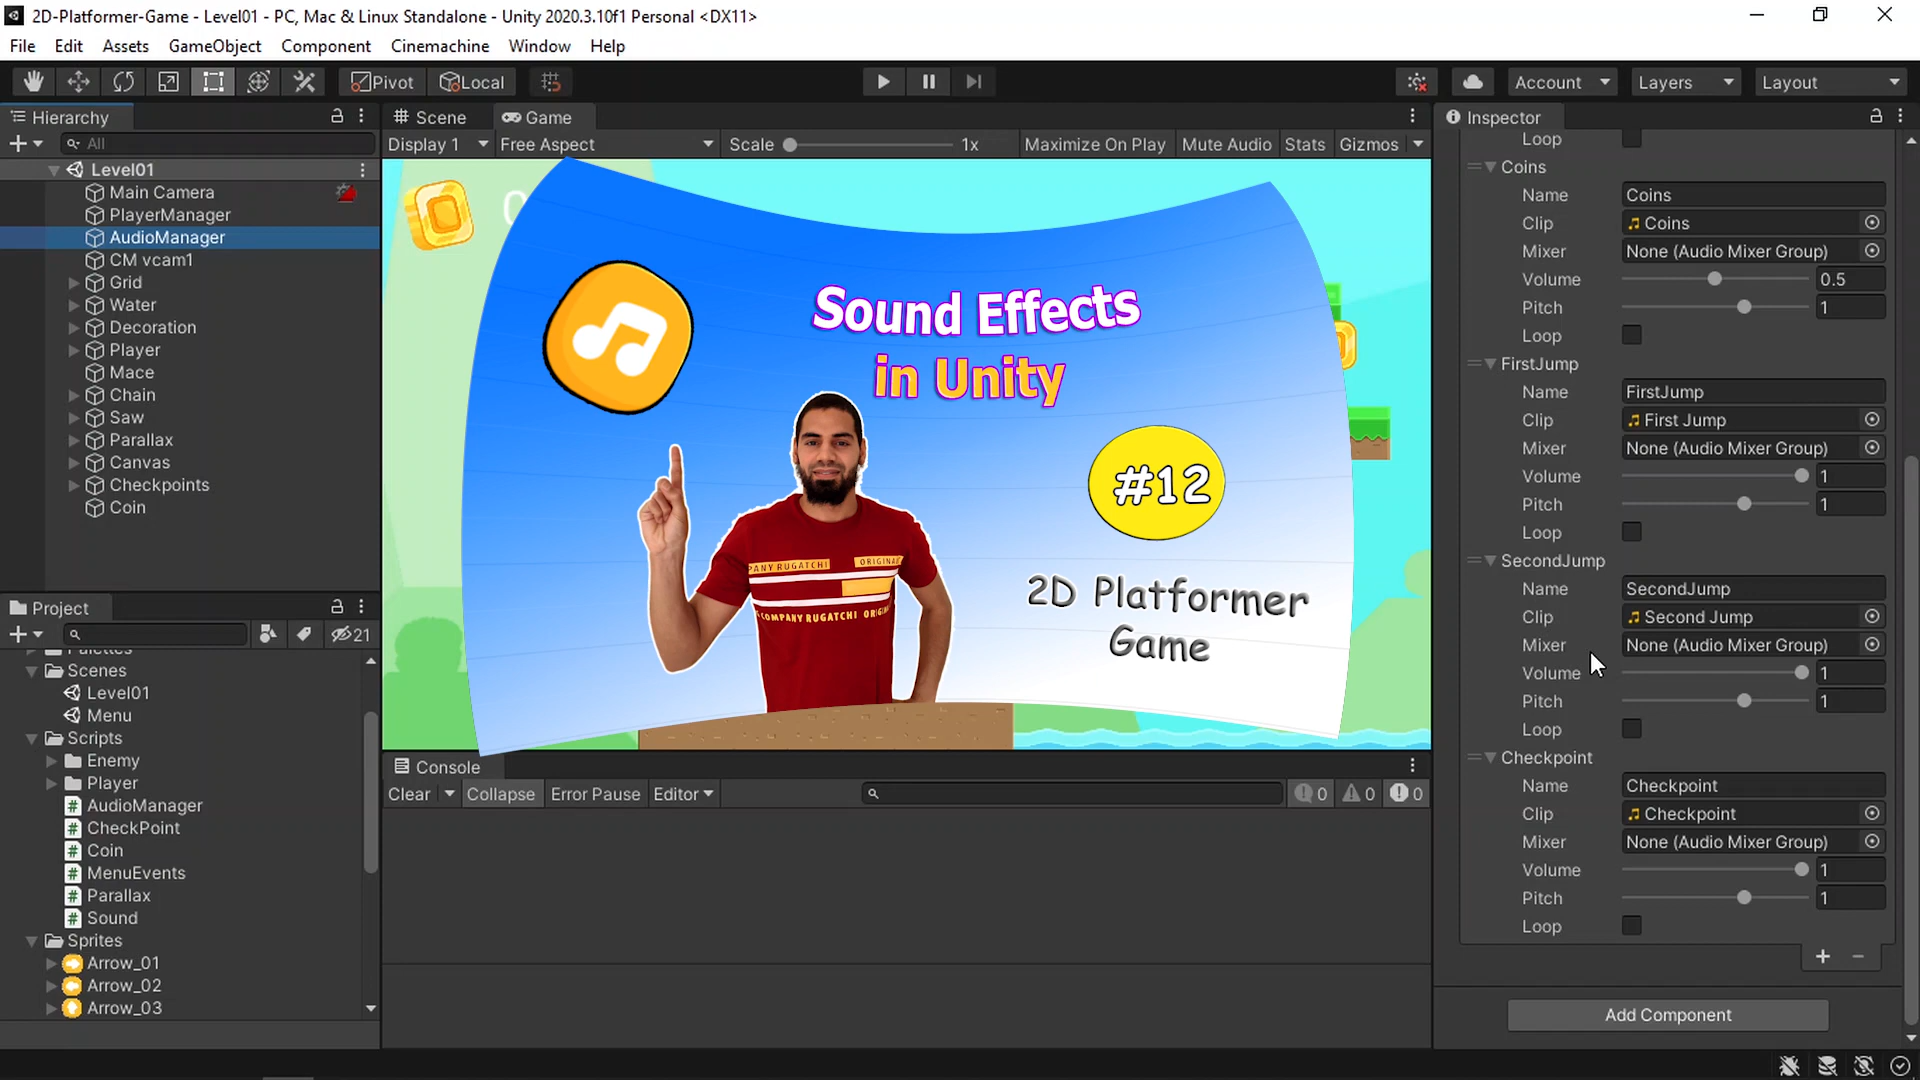 2D-Platformer-Game - Level01 - PC, Mac & Linux Standalone - Unity 2020.3.10f1 Personal <DX11>
File Edit Assets GameObject Component Cinemachine Window Help
Pivot Local Account Layers Layout
Hierarchy
All
Level01
Main Camera
PlayerManager
AudioManager
CM vcam1
Grid
Water
Decoration
Player
Mace
Chain
Saw
Parallax
Canvas
Checkpoints
Coin
Project
21
Palettes
Scenes
Level01
Menu
Scripts
Enemy
Player
AudioManager
CheckPoint
Coin
MenuEvents
Parallax
Sound
Sprites
Arrow_01
Arrow_02
Arrow_03
Scene Game
Display 1 Free Aspect Scale 1x Maximize On Play Mute Audio Stats Gizmos
0
Sound Effects
in Unity
#12
2D Platformer
Game
PANY RUGATCHI ORIGINA
COMPANY RUGATCHI ORIGI
Console
Clear Collapse Error Pause Editor 0 0 0
Inspector
Loop
Coins
Name Coins
Clip Coins
Mixer None (Audio Mixer Group)
Volume 0.5
Pitch 1
Loop
FirstJump
Name FirstJump
Clip First Jump
Mixer None (Audio Mixer Group)
Volume 1
Pitch 1
Loop
SecondJump
Name SecondJump
Clip Second Jump
Mixer None (Audio Mixer Group)
Volume 1
Pitch 1
Loop
Checkpoint
Name Checkpoint
Clip Checkpoint
Mixer None (Audio Mixer Group)
Volume 1
Pitch 1
Loop
+ −
Add Component